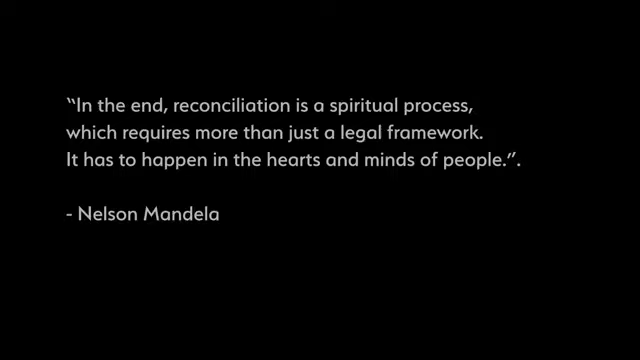 “In the end, reconciliation is a spiritual process,
which requires more than just a legal framework.
It has to happen in the hearts and minds of people.”.
- Nelson Mandela